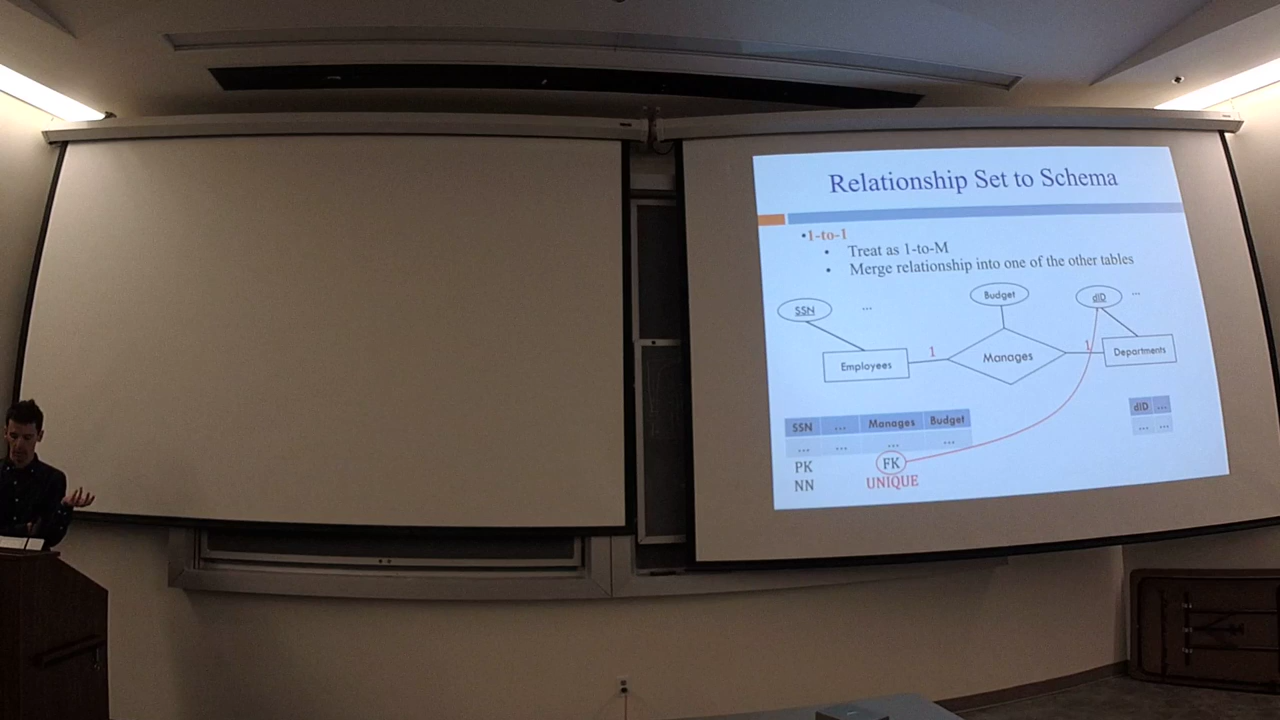 Relationship Set to Schema
•1-to-1
• Treat as 1-to-M
• Merge relationship into one of the other tables
SSN
...
Budget
dID
...
Employees
1
Manages
1
Departments
SSN ... Manages Budget
... ... ... ...
PK FK
NN UNIQUE
dID ...
... ...